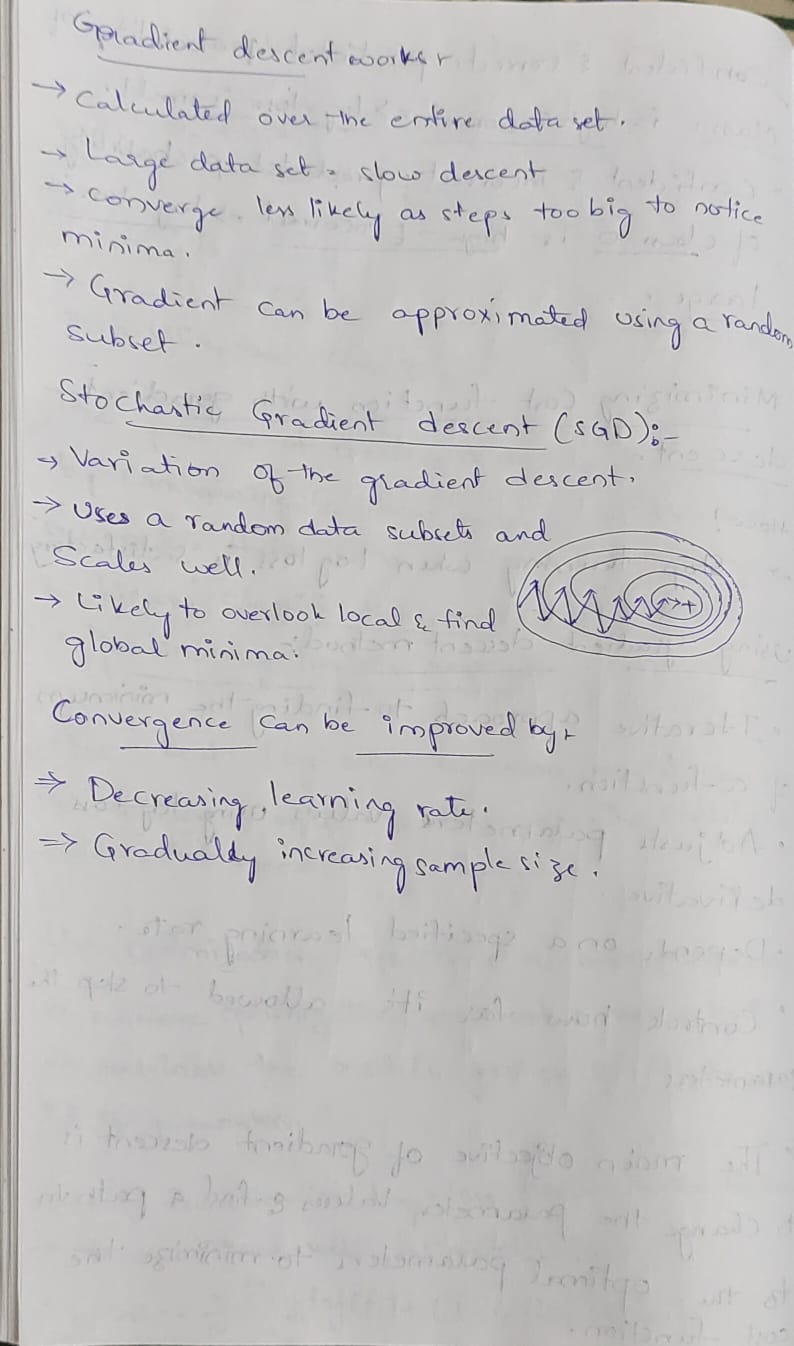 Gradient descent works:-
→ Calculated over the entire data set.
→ Large data set = slow descent
→ converge less likely as steps too big to notice
minima.
→ Gradient can be approximated using a random
subset.
Stochastic Gradient descent (SGD):-
→ Variation of the gradient descent.
→ Uses a random data subsets and
Scales well.
→ Likely to overlook local & find
global minima.
Convergence can be improved by:-
⇒ Decreasing learning rate.
⇒ Gradually increasing sample size.